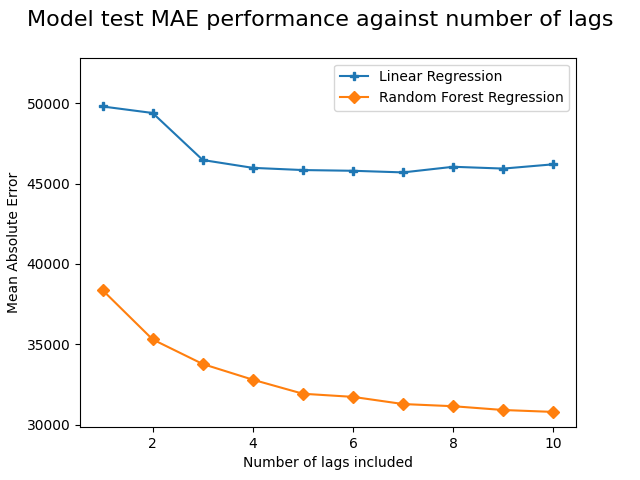 Model test MAE performance against number of lags
Linear Regression
Random Forest Regression
Mean Absolute Error
50000
45000
40000
35000
30000
2 4 6 8 10
Number of lags included